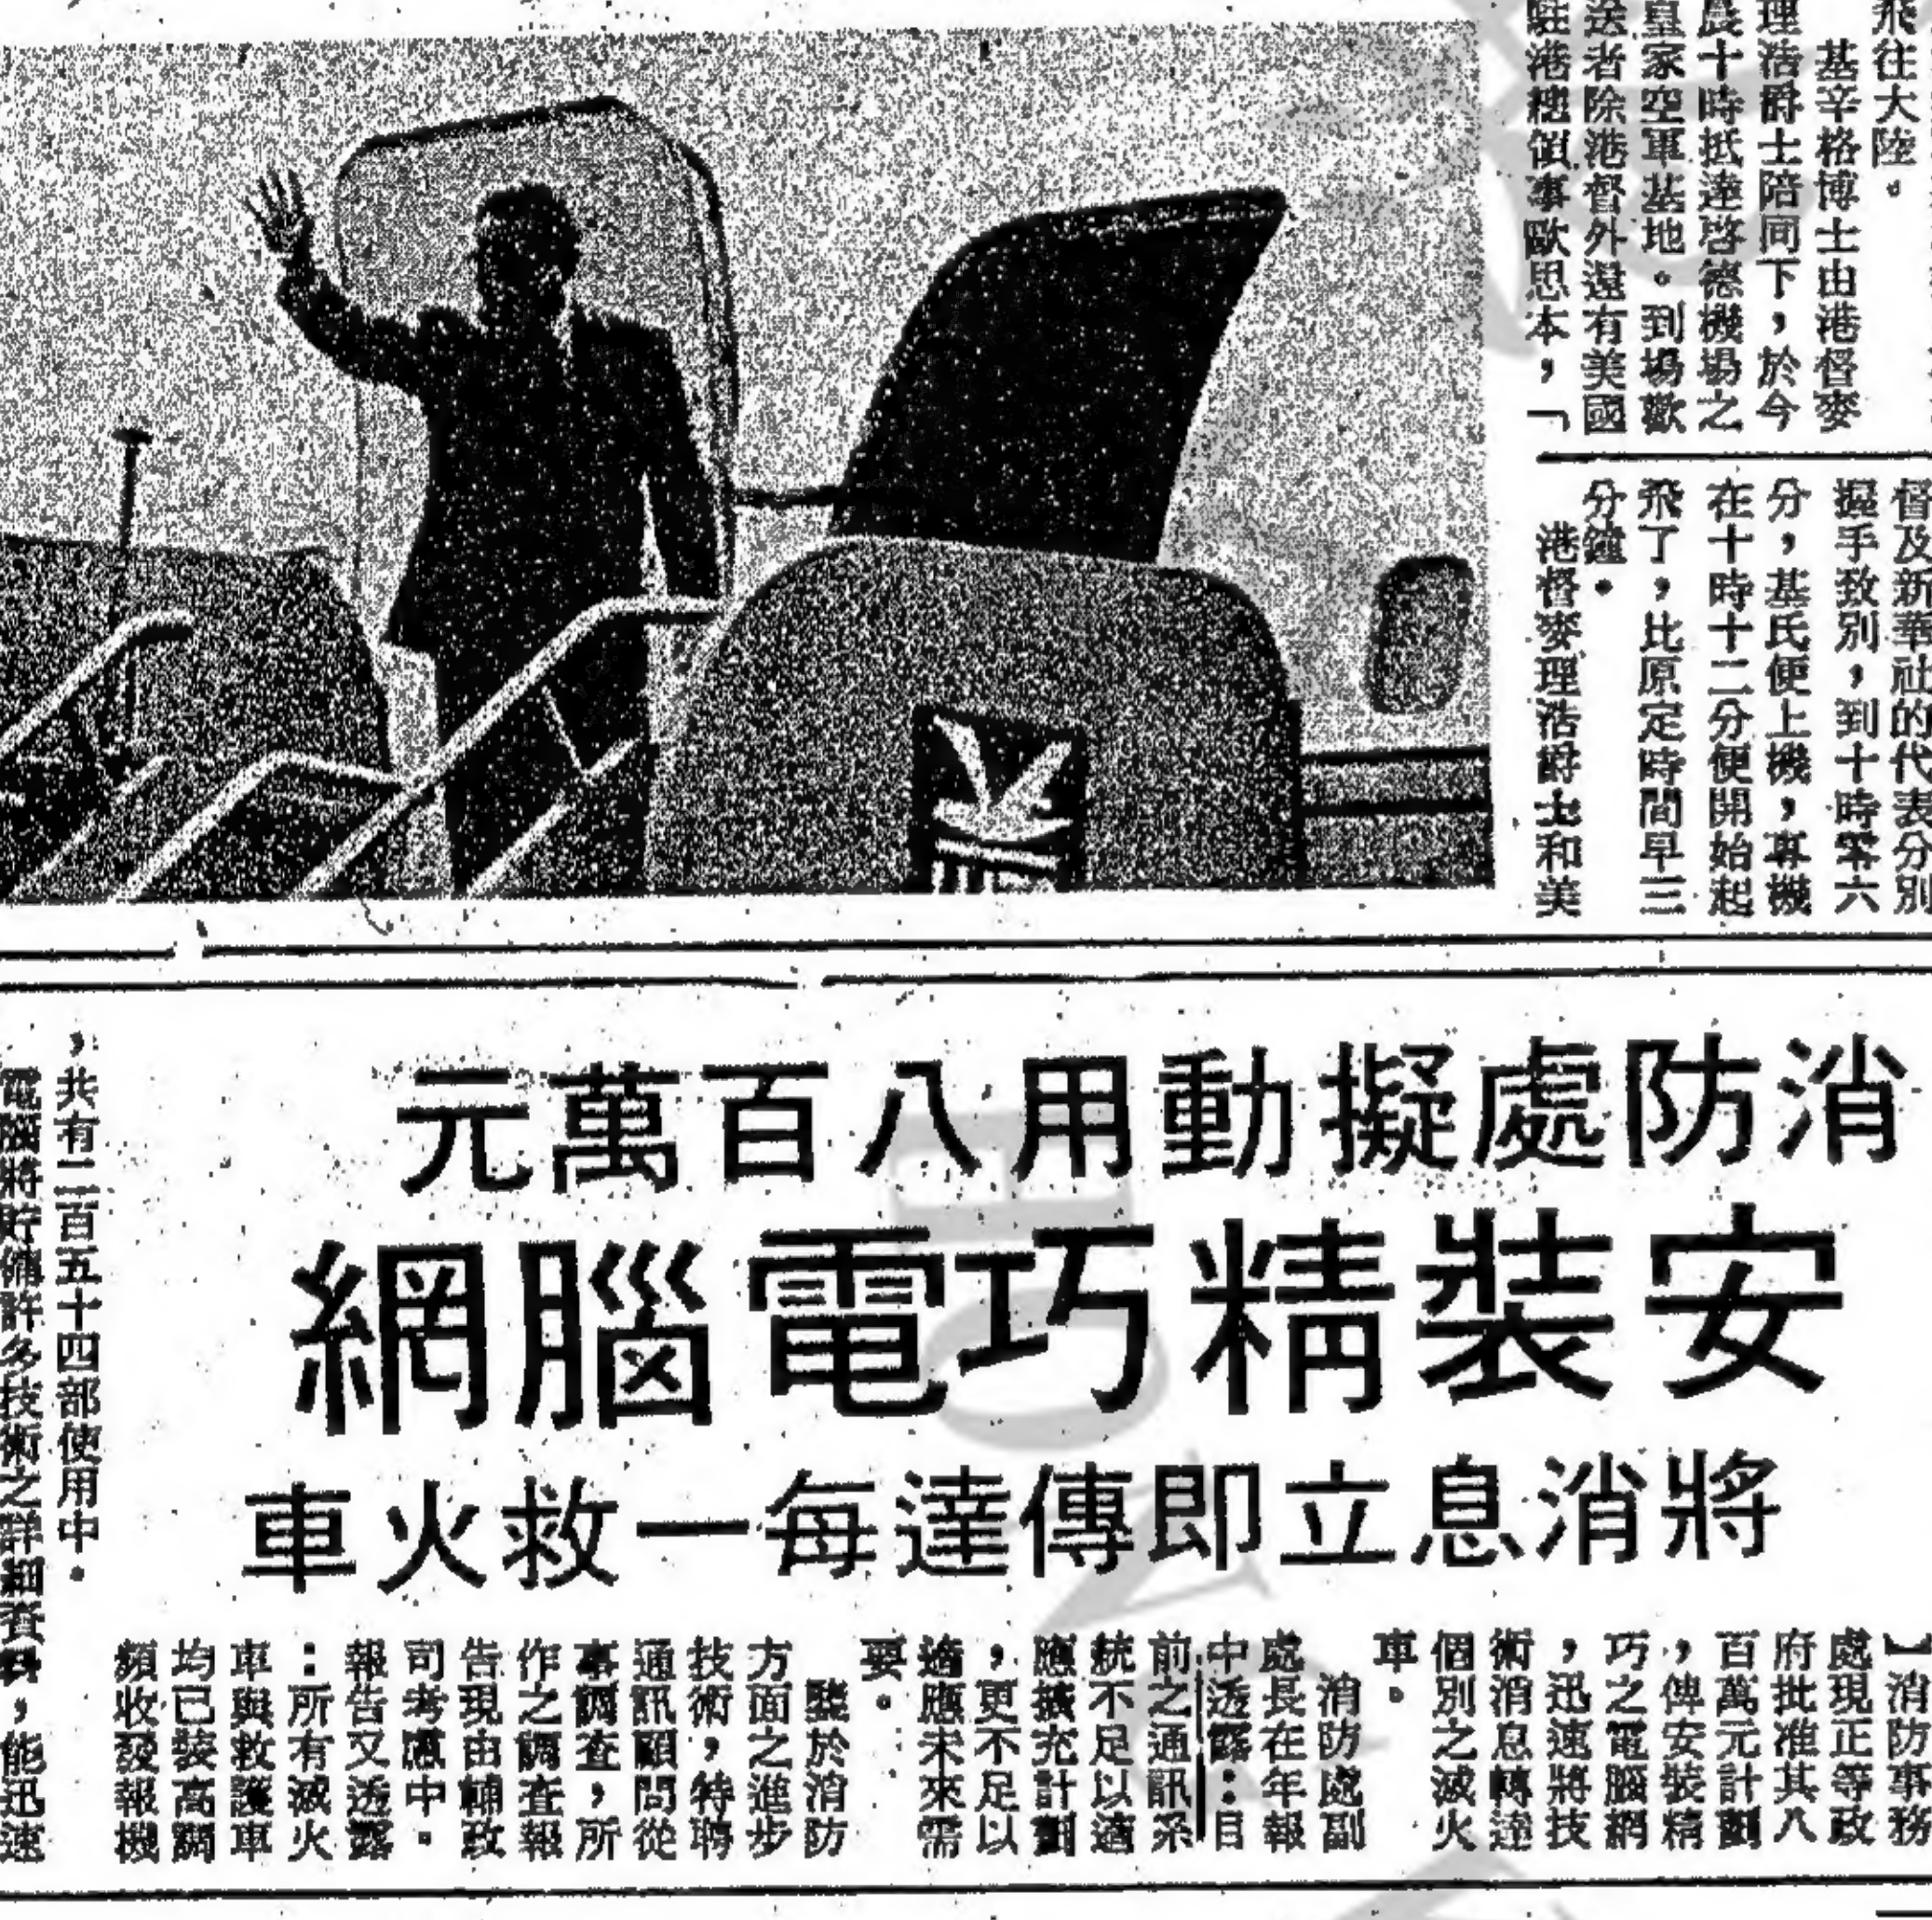 飛往大陸。
基辛格博士由港督麥
理浩爵士陪同下，於今
晨十時抵達啓德機場之
皇家空軍基地。到場歡
送者除港督外還有美國
駐港總領事歐思本，「
督及新華社的代表分別
握手致別，到十時零六
分，基氏便上機，專機
在十時十二分便開始起
飛了，比原定時間早三
分鐘。
港督麥理浩爵士和美
消防處擬動用八百萬元
安裝精巧電腦網
將消息立即傳達每一救火車
】消防事務
處現正等政
府批准其八
百萬元計劃
，俾安裝精
巧之電腦網
，迅速將技
術消息轉達
個別之滅火
車。
消防處副
處長在年報
中透露：目
前之通訊系
統不足以適
應擴充計劃
，更不足以
適應未來需
要。
鑒於消防
方面之進步
技術，特聘
通訊顧問從
事調查，所
作之調查報
告現由輔政
司考慮中。
報告又透露
：所有滅火
車與救護車
均已裝高調
頻收發報機
，共有二百五十四部使用中。
電腦將貯備許多技術之詳細資料，能迅速